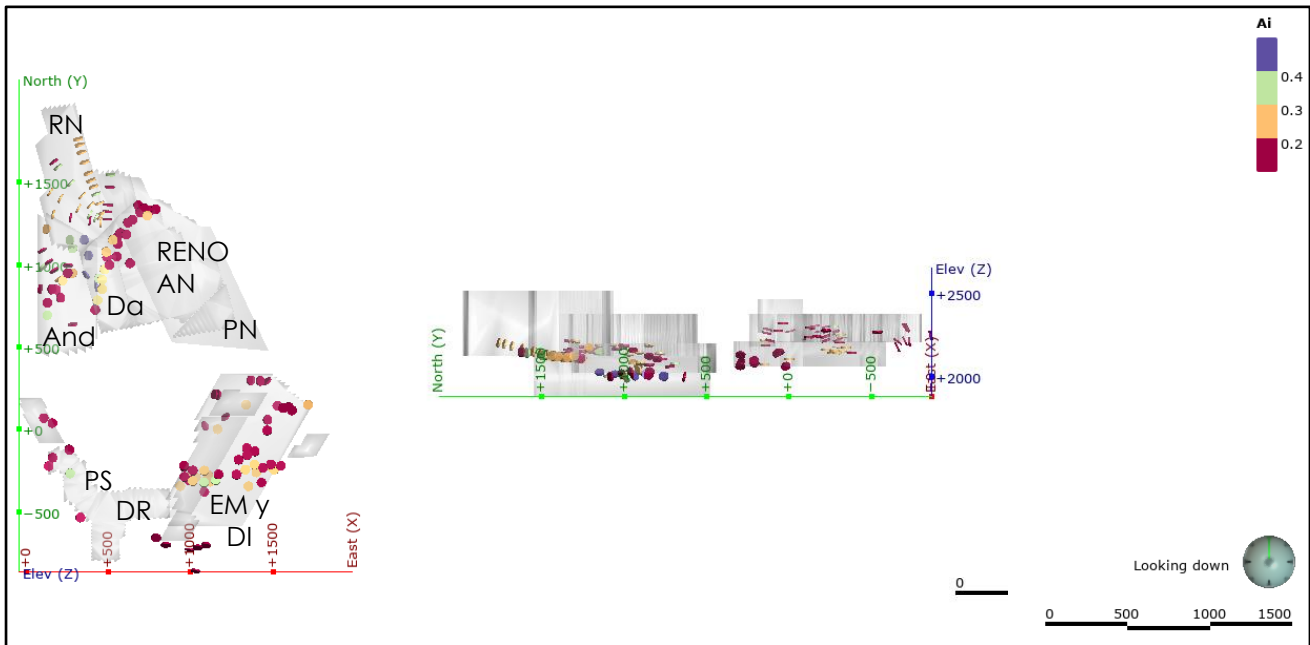 Ai
0.4
0.3
0.2
North (Y)
RN
+1500
RENO
AN
+1000
Da
And
PN
+500
+0
PS
DR
EM y
DI
-500
+0
+500
+1000
+1500
East (X)
Elev (Z)
North (Y)
+1500
+1000
+500
+0
-500
East (X)
Elev (Z)
+2500
+2000
Looking down
0
0 500 1000 1500